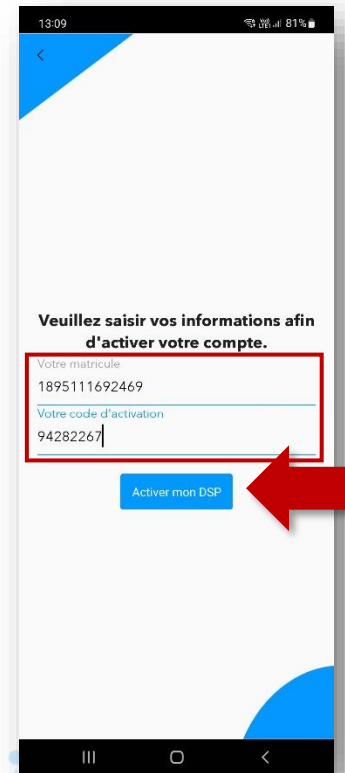 13:09 81%
Veuillez saisir vos informations afin
d'activer votre compte.
Votre matricule
1895111692469
Votre code d'activation
94282267
Activer mon DSP